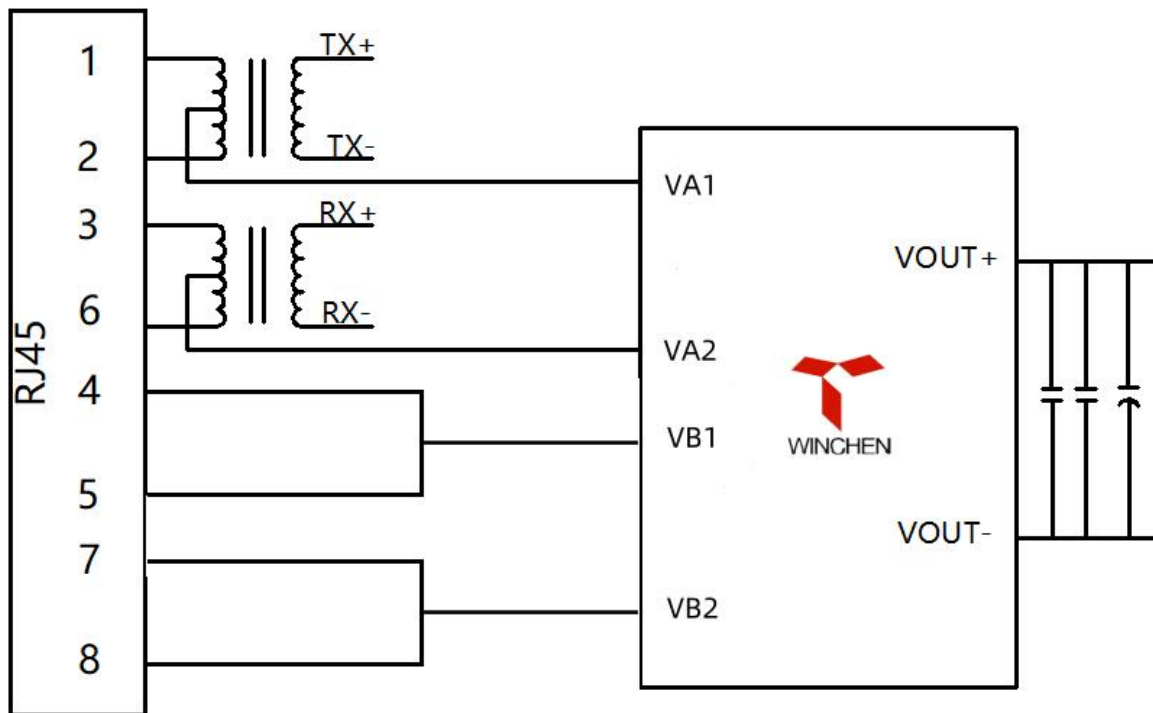 RJ45
1
2
3
6
4
5
7
8
TX+
TX-
RX+
RX-
VA1
VA2
VB1
VB2
VOUT+
VOUT-
WINCHEN